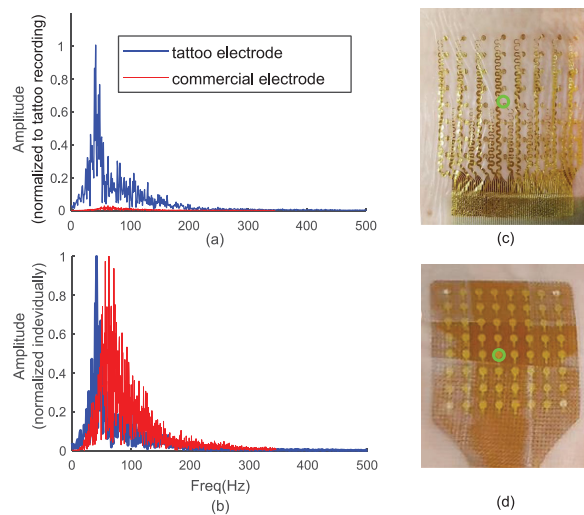 Amplitude
(normalized to tattoo recording)
1
0.8
0.6
0.4
0.2
0
tattoo electrode
commercial electrode
0 100 200 300 400 500
(a)
Amplitude
(normalized indevidually)
1
0.8
0.6
0.4
0.2
0
0 100 200 300 400 500
Freq(Hz)
(b)
(c)
(d)